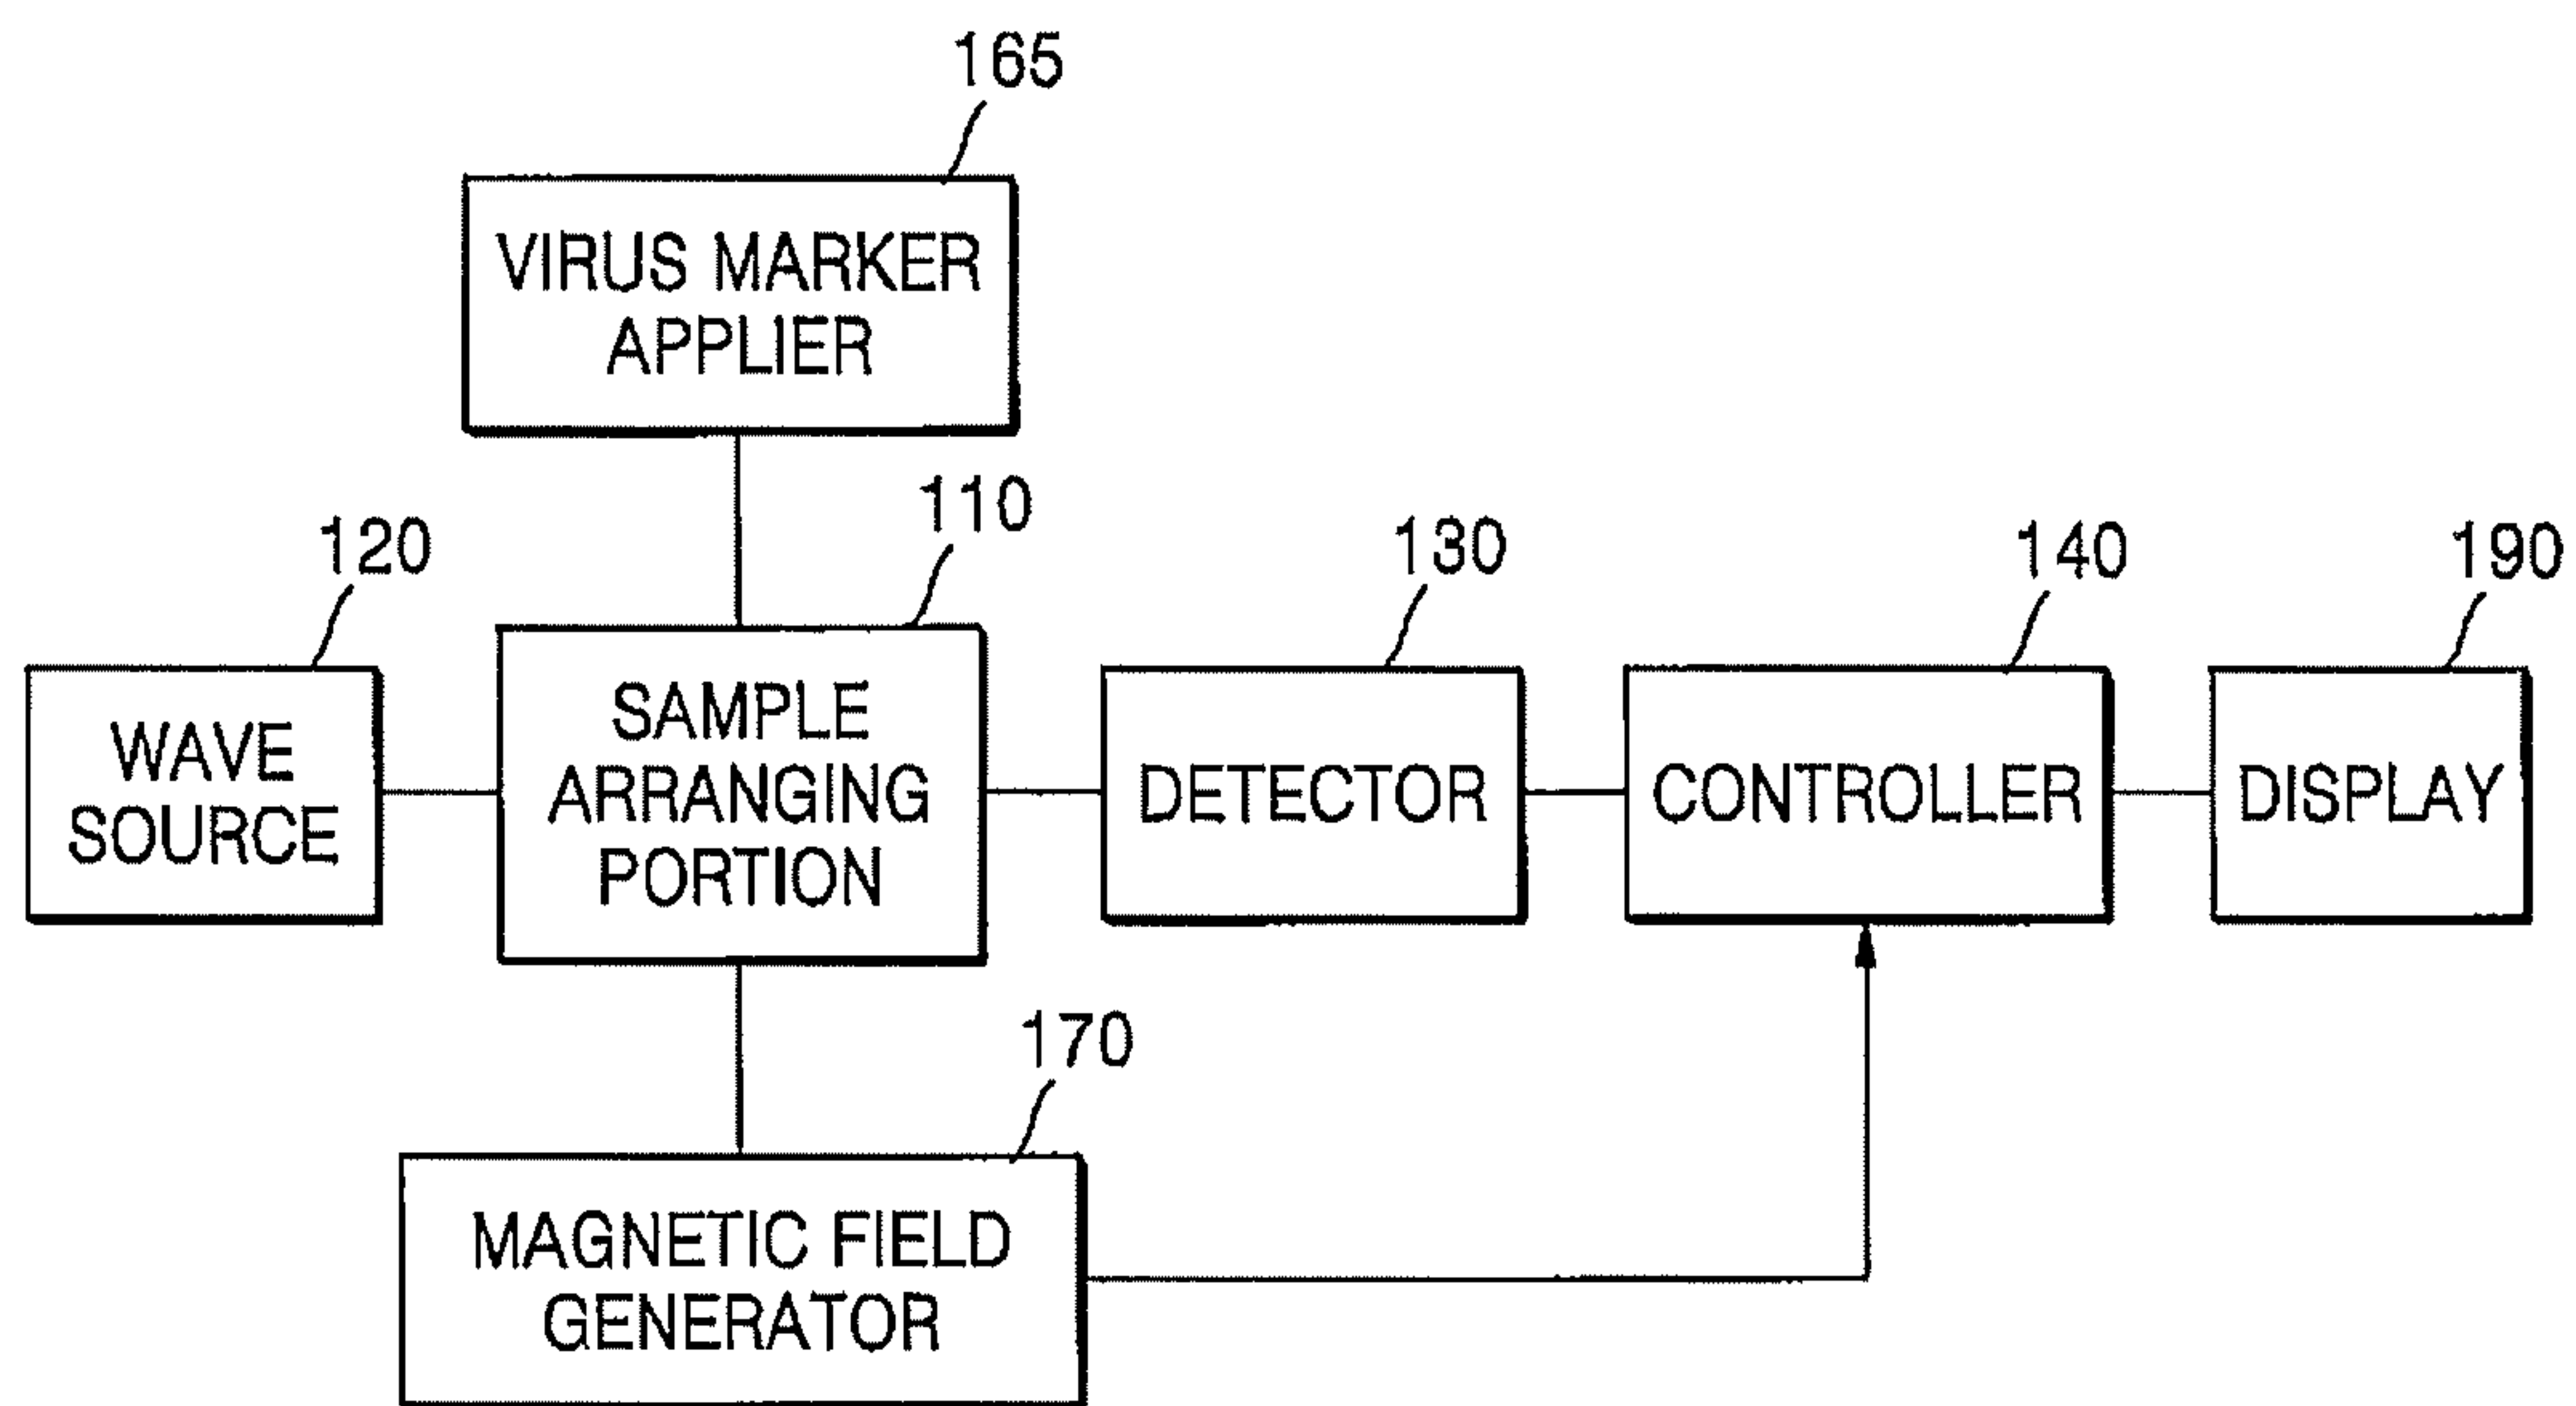 165
VIRUS MARKER
APPLIER
120
110
130
140
190
WAVE
SOURCE
SAMPLE
ARRANGING
PORTION
DETECTOR
CONTROLLER
DISPLAY
170
MAGNETIC FIELD
GENERATOR